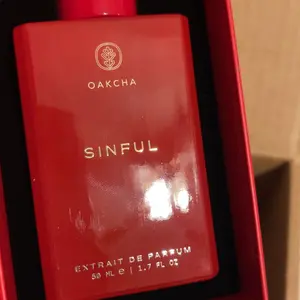 OAKCHA
SINFUL
EXTRAIT DE PARFUM
50 ML e | 1.7 FL OZ